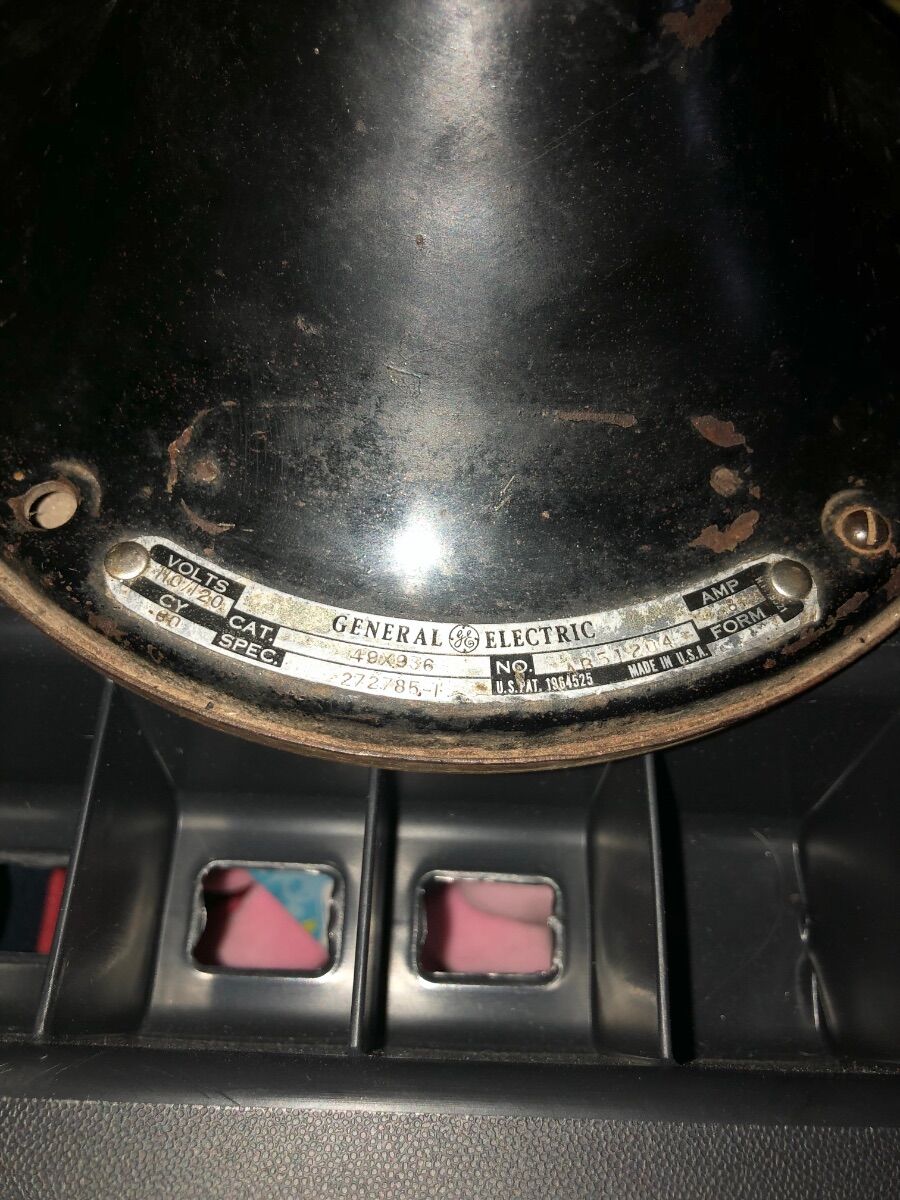 VOLTS
110/120
CY
60
CAT.
49X936
SPEC.
272785-1
GENERAL GE ELECTRIC
NO.
U.S. PAT. 1964525
MADE IN U.S.A.
AMP
FORM